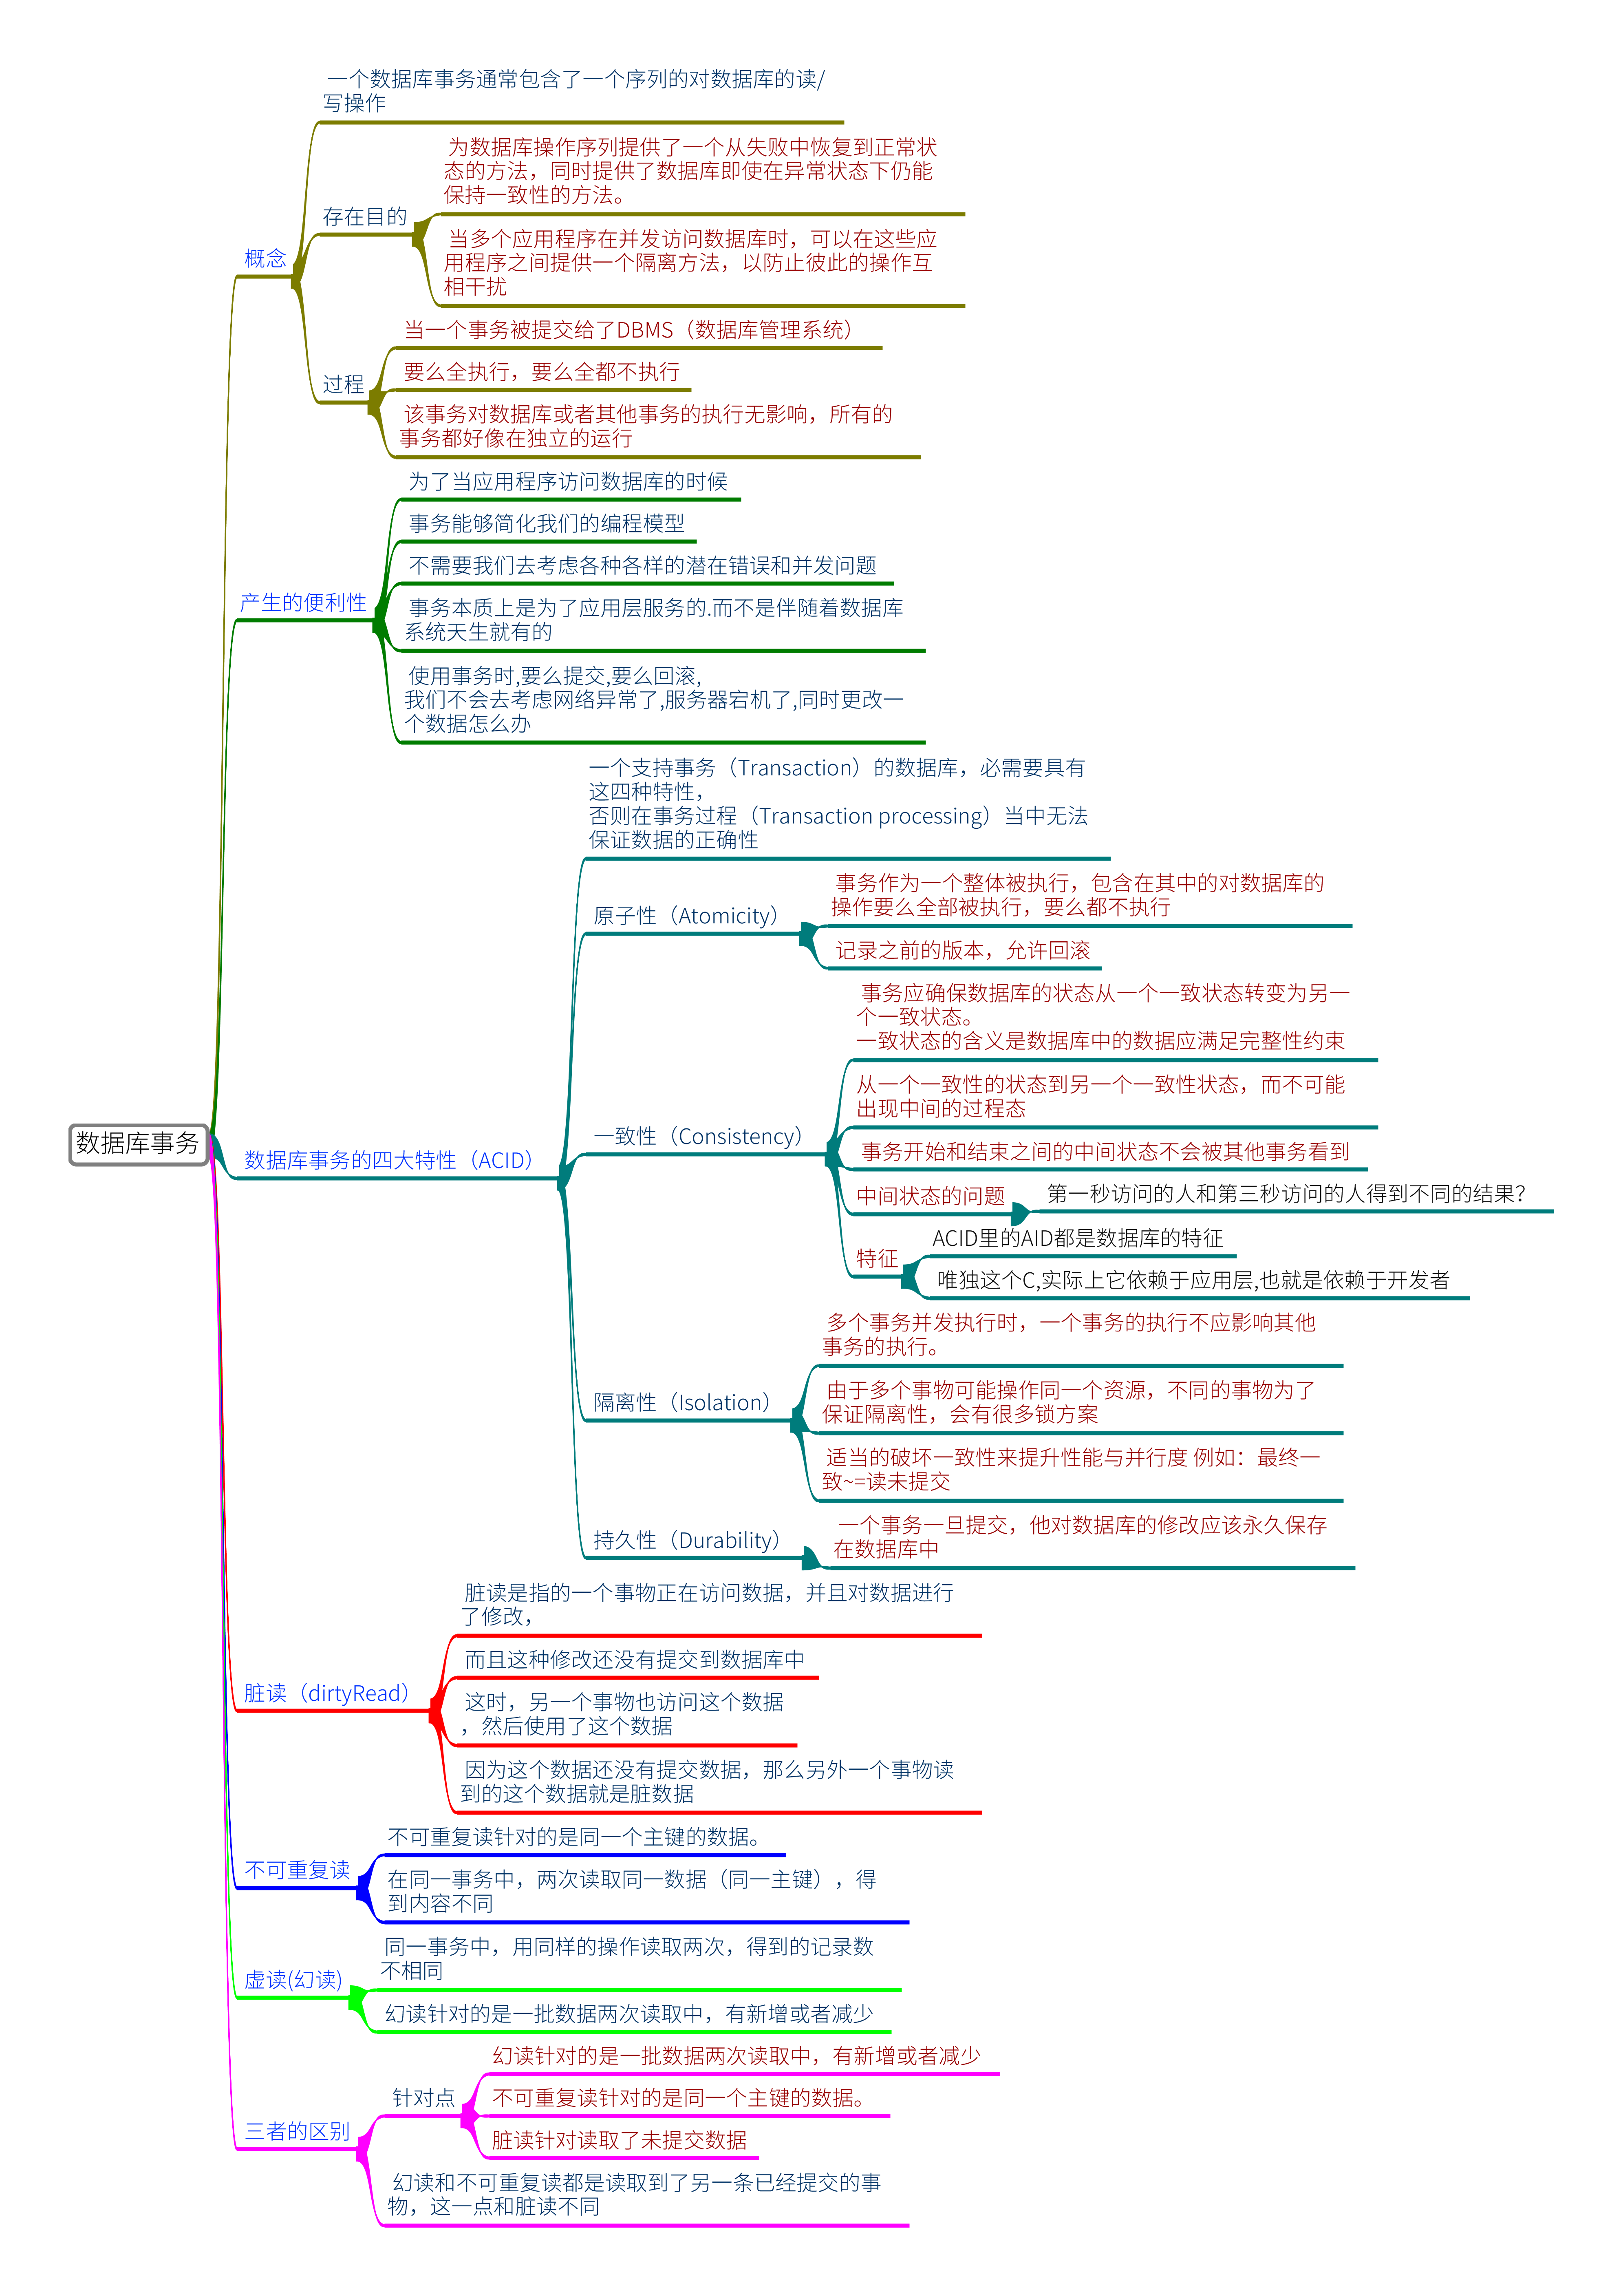 一个数据库事务通常包含了一个序列的对数据库的读/
写操作
为数据库操作序列提供了一个从失败中恢复到正常状
态的方法，同时提供了数据库即使在异常状态下仍能
保持一致性的方法。
存在目的
当多个应用程序在并发访问数据库时，可以在这些应
用程序之间提供一个隔离方法，以防止彼此的操作互
相干扰
概念
当一个事务被提交给了DBMS（数据库管理系统）
要么全执行，要么全都不执行
过程
该事务对数据库或者其他事务的执行无影响，所有的
事务都好像在独立的运行
为了当应用程序访问数据库的时候
事务能够简化我们的编程模型
不需要我们去考虑各种各样的潜在错误和并发问题
产生的便利性
事务本质上是为了应用层服务的.而不是伴随着数据库
系统天生就有的
使用事务时,要么提交,要么回滚,
我们不会去考虑网络异常了,服务器宕机了,同时更改一
个数据怎么办
一个支持事务（Transaction）的数据库，必需要具有
这四种特性，
否则在事务过程（Transaction processing）当中无法
保证数据的正确性
事务作为一个整体被执行，包含在其中的对数据库的
操作要么全部被执行，要么都不执行
原子性（Atomicity）
记录之前的版本，允许回滚
事务应确保数据库的状态从一个一致状态转变为另一
个一致状态。
一致状态的含义是数据库中的数据应满足完整性约束
从一个一致性的状态到另一个一致性状态，而不可能
出现中间的过程态
一致性（Consistency）
事务开始和结束之间的中间状态不会被其他事务看到
数据库事务
数据库事务的四大特性（ACID）
中间状态的问题
第一秒访问的人和第三秒访问的人得到不同的结果？
ACID里的AID都是数据库的特征
特征
唯独这个C,实际上它依赖于应用层,也就是依赖于开发者
多个事务并发执行时，一个事务的执行不应影响其他
事务的执行。
隔离性（Isolation）
由于多个事物可能操作同一个资源，不同的事物为了
保证隔离性，会有很多锁方案
适当的破坏一致性来提升性能与并行度 例如：最终一
致~=读未提交
持久性（Durability）
一个事务一旦提交，他对数据库的修改应该永久保存
在数据库中
脏读是指的一个事物正在访问数据，并且对数据进行
了修改，
而且这种修改还没有提交到数据库中
脏读（dirtyRead）
这时，另一个事物也访问这个数据
，然后使用了这个数据
因为这个数据还没有提交数据，那么另外一个事物读
到的这个数据就是脏数据
不可重复读针对的是同一个主键的数据。
不可重复读
在同一事务中，两次读取同一数据（同一主键），得
到内容不同
同一事务中，用同样的操作读取两次，得到的记录数
不相同
虚读(幻读)
幻读针对的是一批数据两次读取中，有新增或者减少
幻读针对的是一批数据两次读取中，有新增或者减少
针对点
不可重复读针对的是同一个主键的数据。
三者的区别
脏读针对读取了未提交数据
幻读和不可重复读都是读取到了另一条已经提交的事
物，这一点和脏读不同